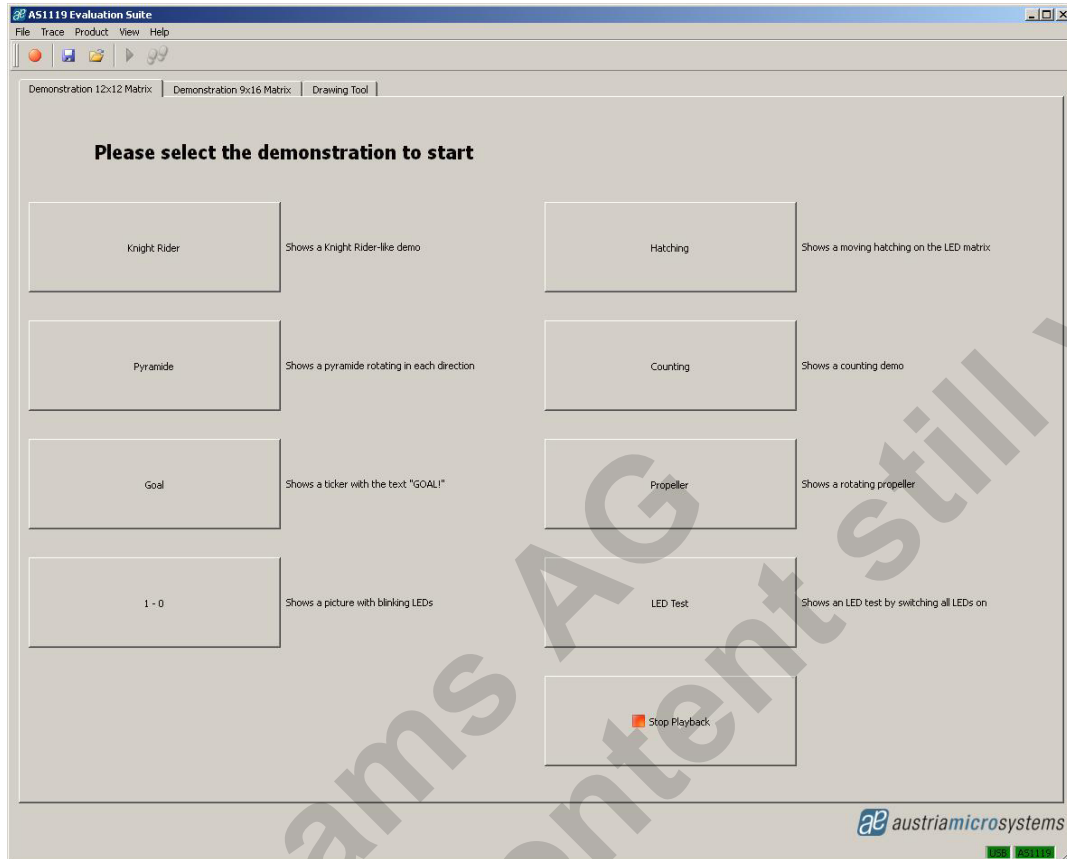 AS1119 Evaluation Suite
File Trace Product View Help
Demonstration 12x12 Matrix Demonstration 9x16 Matrix Drawing Tool
Please select the demonstration to start
Knight Rider Shows a Knight Rider-like demo Hatching Shows a moving hatching on the LED matrix
Pyramide Shows a pyramide rotating in each direction Counting Shows a counting demo
Goal Shows a ticker with the text "GOAL!" Propeller Shows a rotating propeller
1 - 0 Shows a picture with blinking LEDs LED Test Shows an LED test by switching all LEDs on
Stop Playback
ams AG
ntent still
austriamicrosystems
USB AS1119